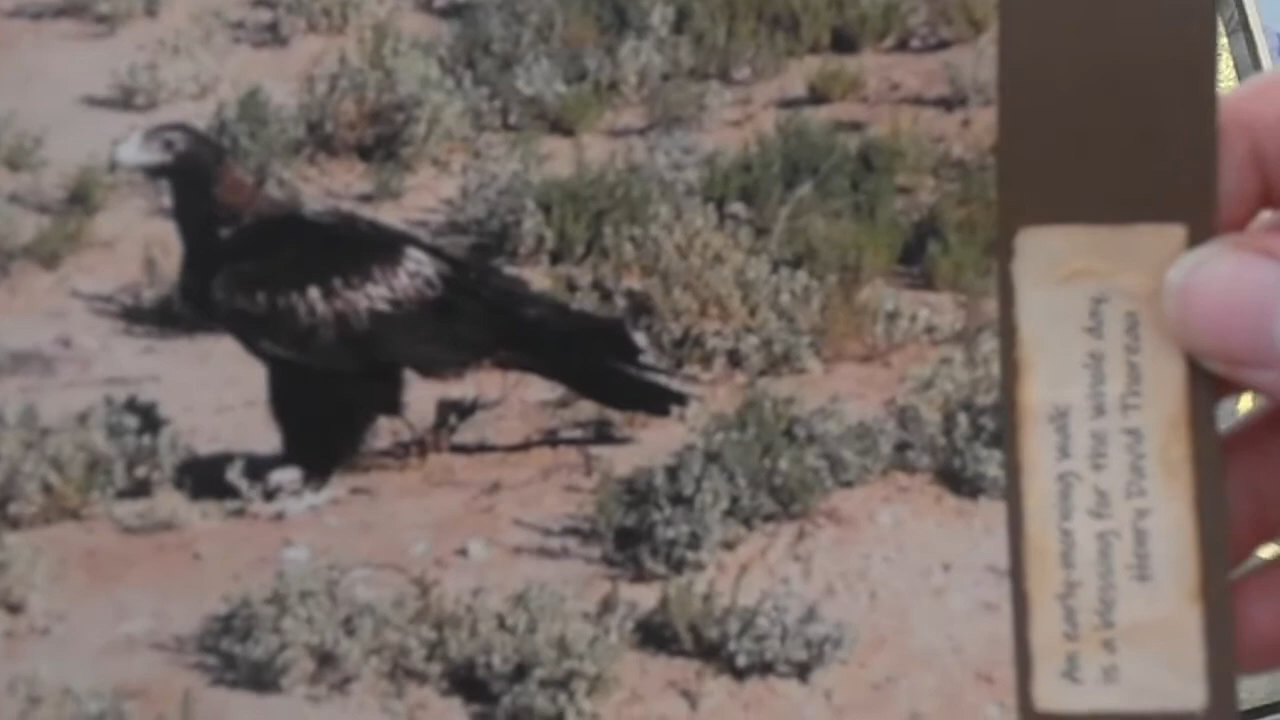 An early-morning walk
is a blessing for the whole day
Henry David Thoreau